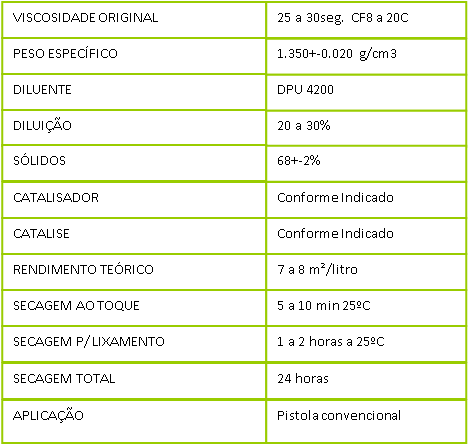 VISCOSIDADE ORIGINAL 25 a 30seg. CF8 a 20C
PESO ESPECÍFICO 1.350+-0.020 g/cm3
DILUENTE DPU 4200
DILUIÇÃO 20 a 30%
SÓLIDOS 68+-2%
CATALISADOR Conforme Indicado
CATALISE Conforme Indicado
RENDIMENTO TEÓRICO 7 a 8 m²/litro
SECAGEM AO TOQUE 5 a 10 min 25ºC
SECAGEM P/ LIXAMENTO 1 a 2 horas a 25ºC
SECAGEM TOTAL 24 horas
APLICAÇÃO Pistola convencional